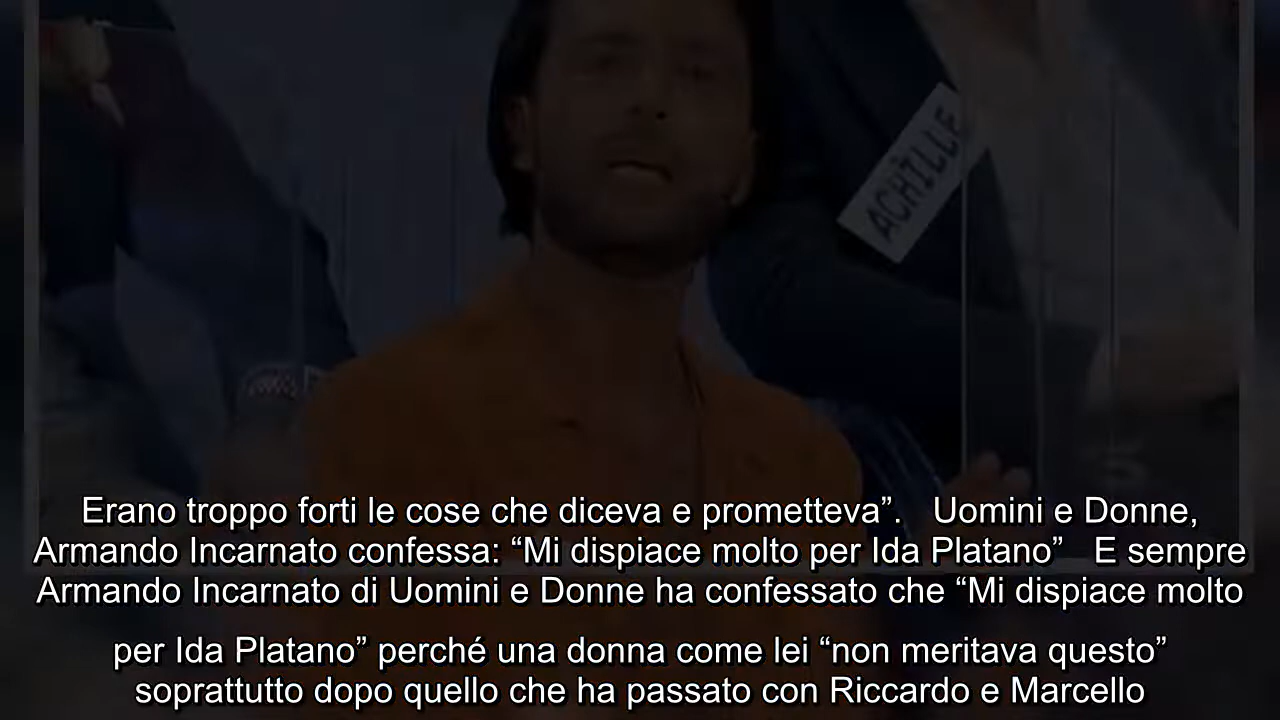 ACHILLE
Erano troppo forti le cose che diceva e prometteva”. Uomini e Donne,
Armando Incarnato confessa: “Mi dispiace molto per Ida Platano” E sempre
Armando Incarnato di Uomini e Donne ha confessato che “Mi dispiace molto
per Ida Platano” perché una donna come lei “non meritava questo”
soprattutto dopo quello che ha passato con Riccardo e Marcello